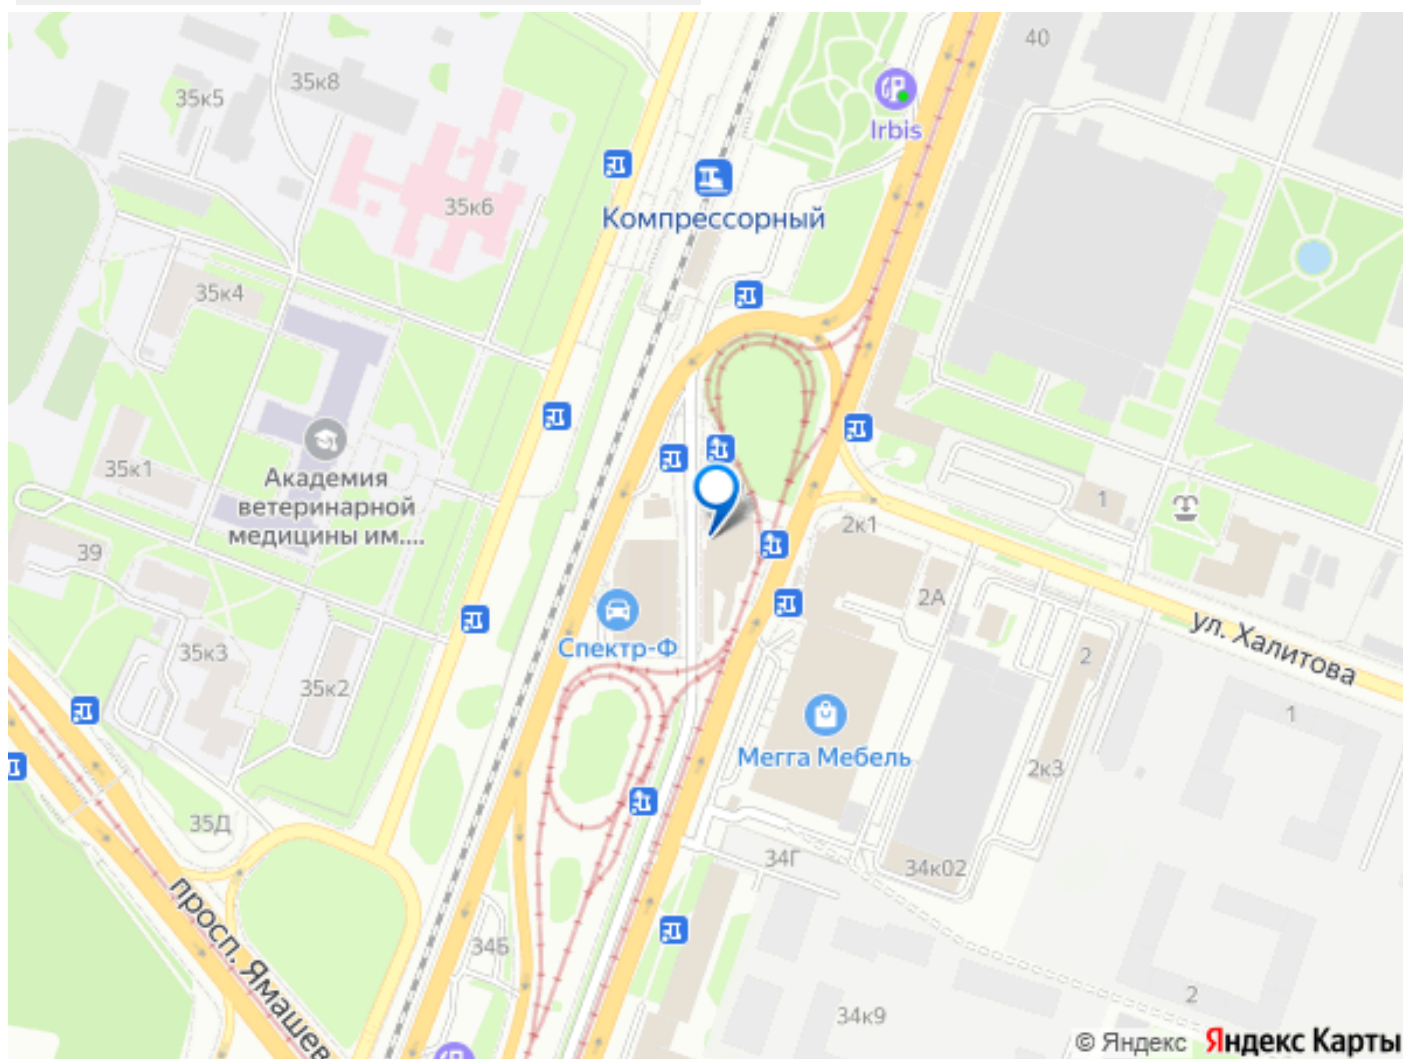 40
35к8
35к5
Irbis
35к6
Компрессорный
35к4
35к1
Академия
ветеринарной
медицины им....
1
2к1
39
2А
ул. Халитова
Спектр-Ф
35к3
2
35к2
1
Мегга Мебель
2к3
35Д
34Г
34к02
просп. Ямашев
34Б
2
34к9
© Яндекс Яндекс Карты